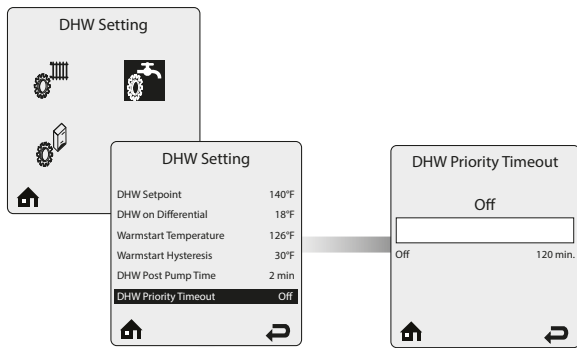 DHW Setting
DHW Setting
DHW Setpoint 140°F
DHW on Differential 18°F
Warmstart Temperature 126°F
Warmstart Hysteresis 30°F
DHW Post Pump Time 2 min
DHW Priority Timeout Off
DHW Priority Timeout
Off
Off 120 min.